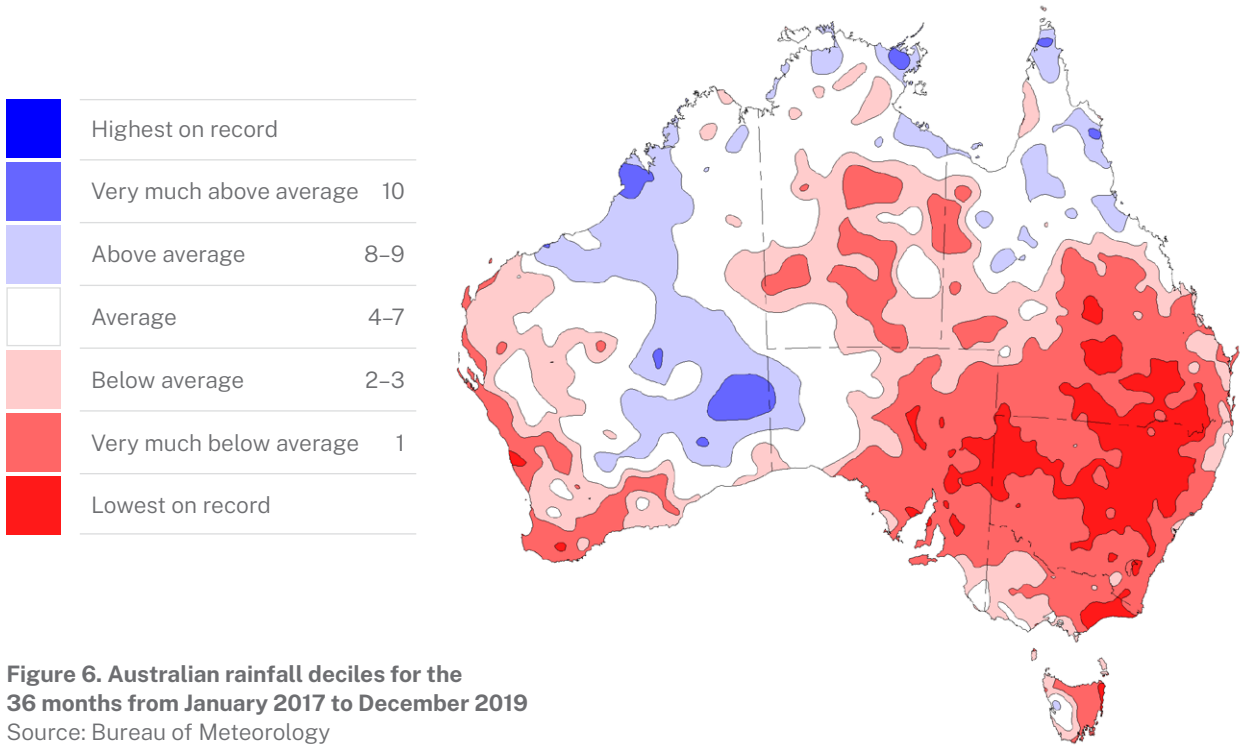 Highest on record
Very much above average 10
Above average 8–9
Average 4–7
Below average 2–3
Very much below average 1
Lowest on record
Figure 6. Australian rainfall deciles for the
36 months from January 2017 to December 2019
Source: Bureau of Meteorology